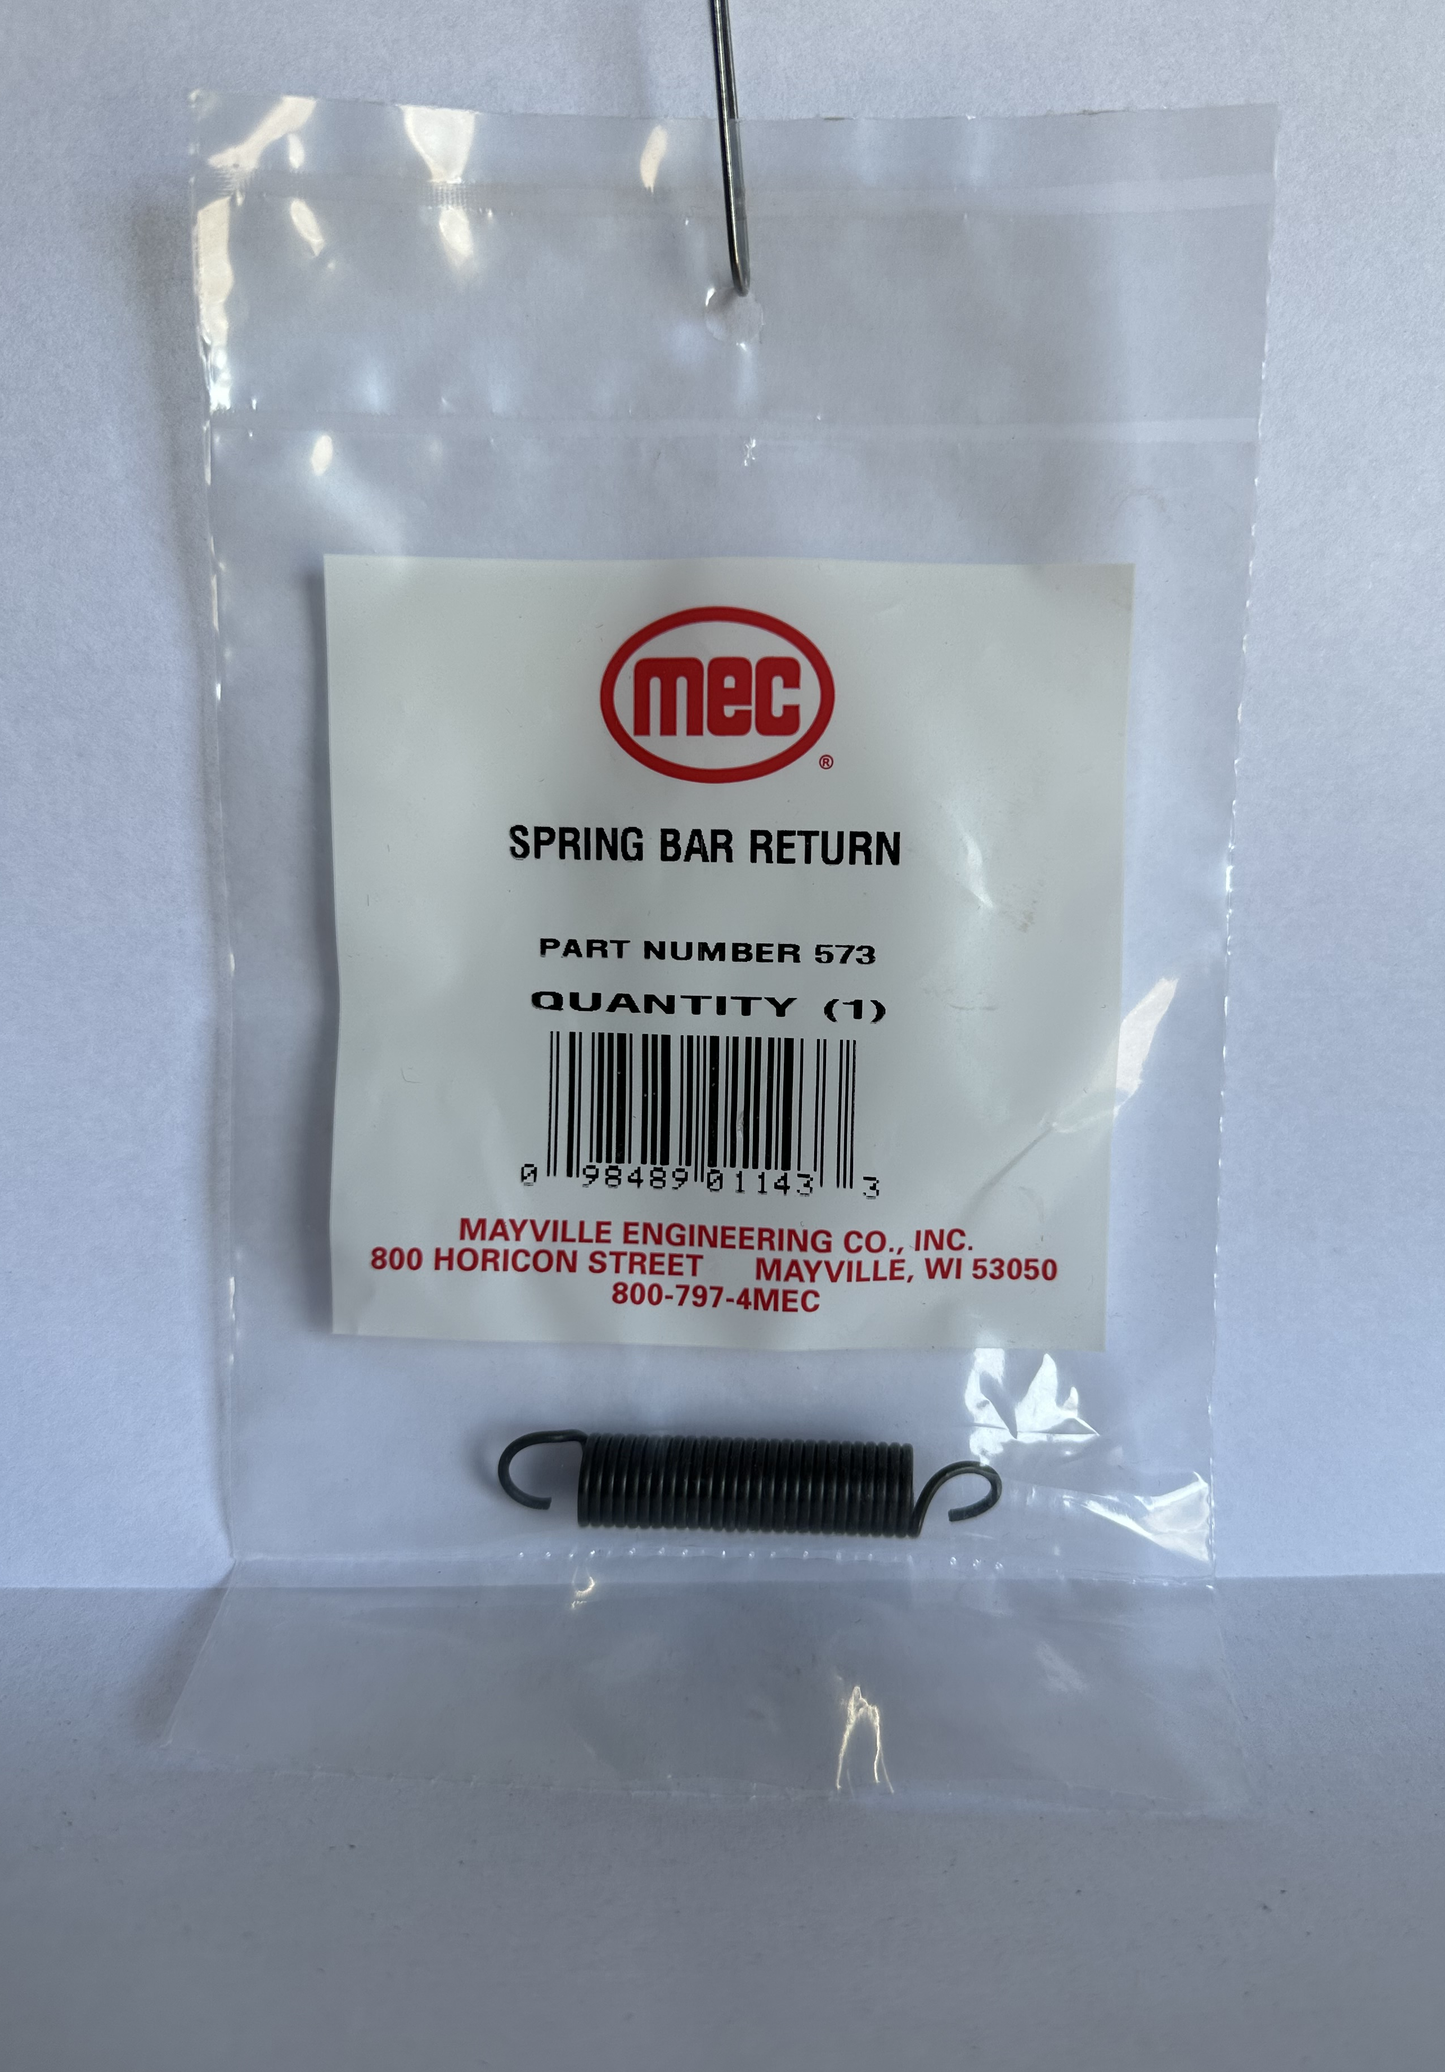 mec
®
SPRING BAR RETURN
PART NUMBER 573
QUANTITY (1)
0 98489 01143 3
MAYVILLE ENGINEERING CO., INC.
800 HORICON STREET MAYVILLE, WI 53050
800-797-4MEC